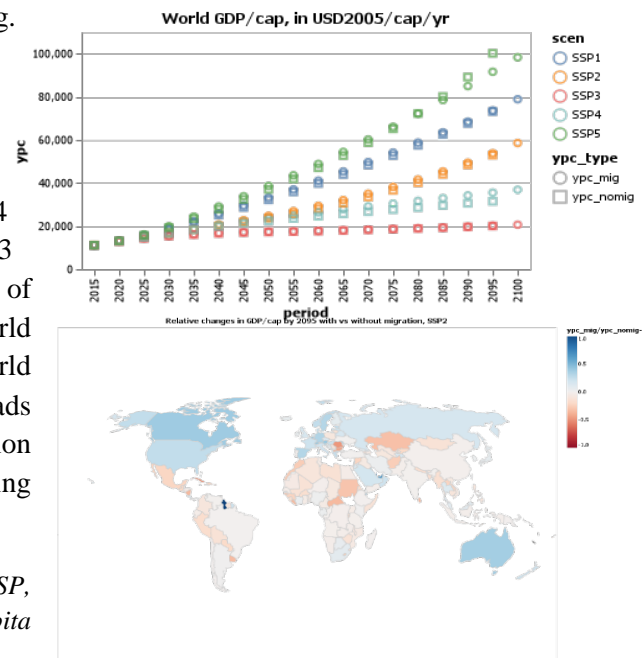 g.
4
3
of
rld
rld
ads
ion
ing
SP,
pita
World GDP/cap, in USD2005/cap/yr
ypc
100,000
80,000
60,000
40,000
20,000
0
2015 2020 2025 2030 2035 2040 2045 2050 2055 2060 2065 2070 2075 2080 2085 2090 2095 2100
period
scen
SSP1
SSP2
SSP3
SSP4
SSP5
ypc_type
ypc_mig
ypc_nomig
Relative changes in GDP/cap by 2095 with vs without migration, SSP2
ypc_mig/ypc_nomig-
1.0
0.5
0.0
-0.5
-1.0